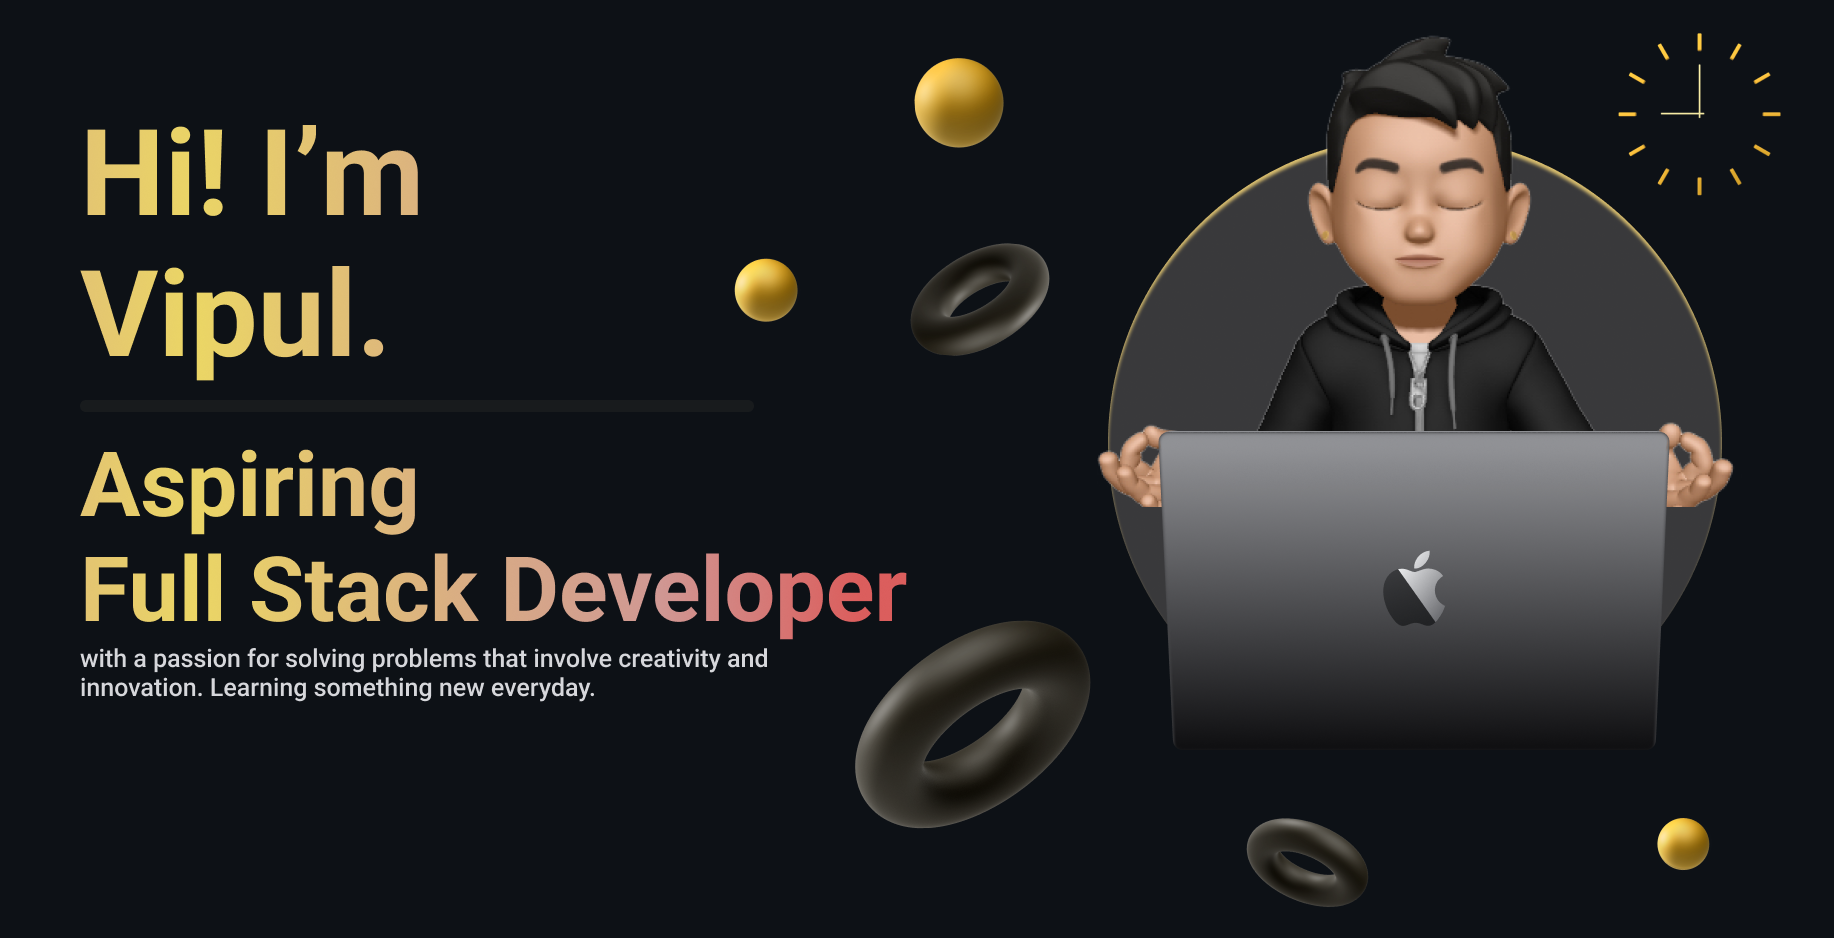 Hi! I’m
Vipul.
Aspiring
Full Stack Developer
with a passion for solving problems that involve creativity and
innovation. Learning something new everyday.